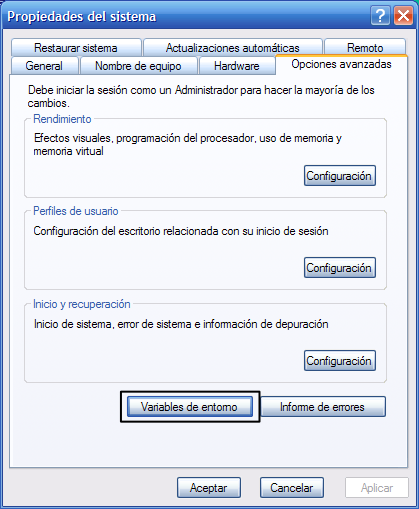 Propiedades del sistema
Restaurar sistema
Actualizaciones automáticas
Remoto
General
Nombre de equipo
Hardware
Opciones avanzadas
Debe iniciar la sesión como un Administrador para hacer la mayoría de los
cambios.
Rendimiento
Efectos visuales, programación del procesador, uso de memoria y
memoria virtual
Configuración
Perfiles de usuario
Configuración del escritorio relacionada con su inicio de sesión
Configuración
Inicio y recuperación
Inicio de sistema, error de sistema e información de depuración
Configuración
Variables de entorno
Informe de errores
Aceptar
Cancelar
Aplicar